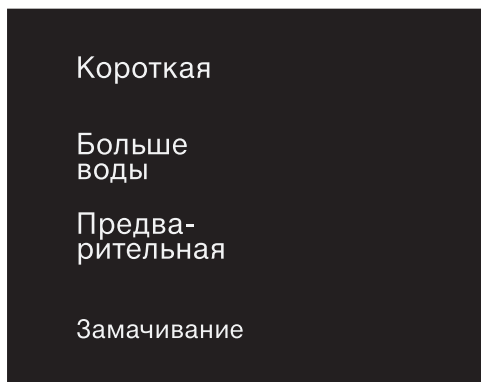 Короткая
Больше
воды
Предва-
рительная
Замачивание